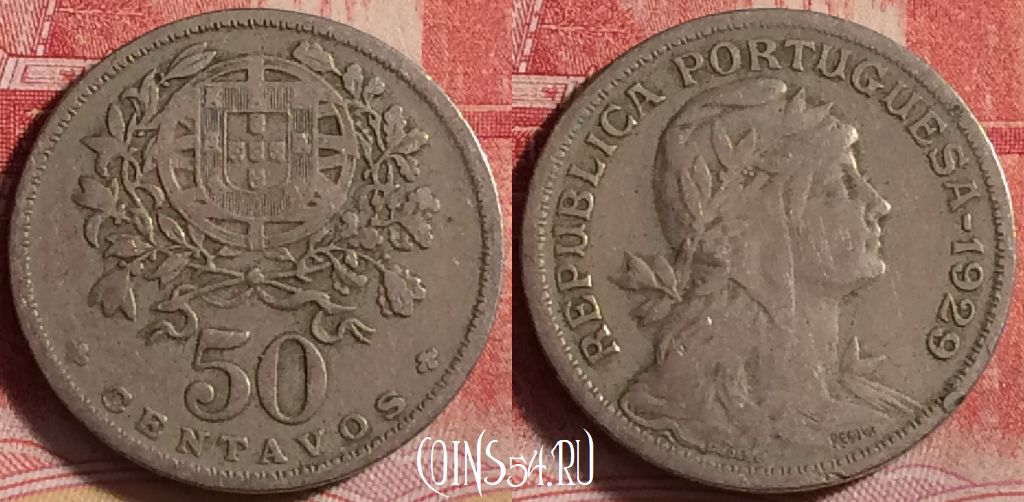 50
CENTAVOS
REPUBLICA PORTUGUESA-1929
COINS54.RU